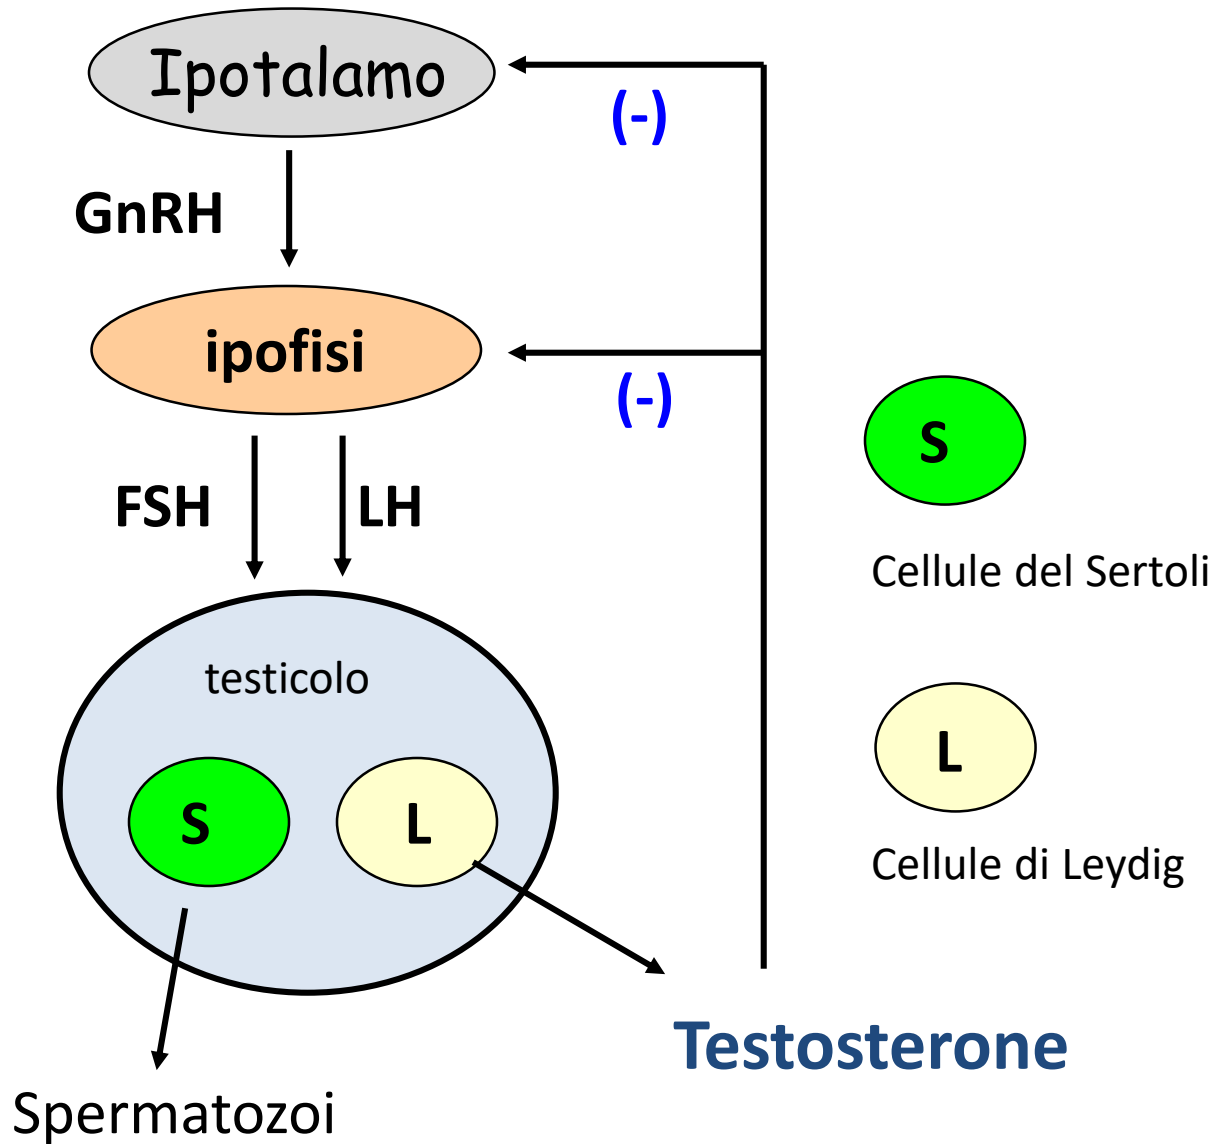 Ipotalamo
(-)
GnRH
ipofisi
(-)
FSH LH
S
Cellule del Sertoli
testicolo
S L
L
Cellule di Leydig
Testosterone
Spermatozoi